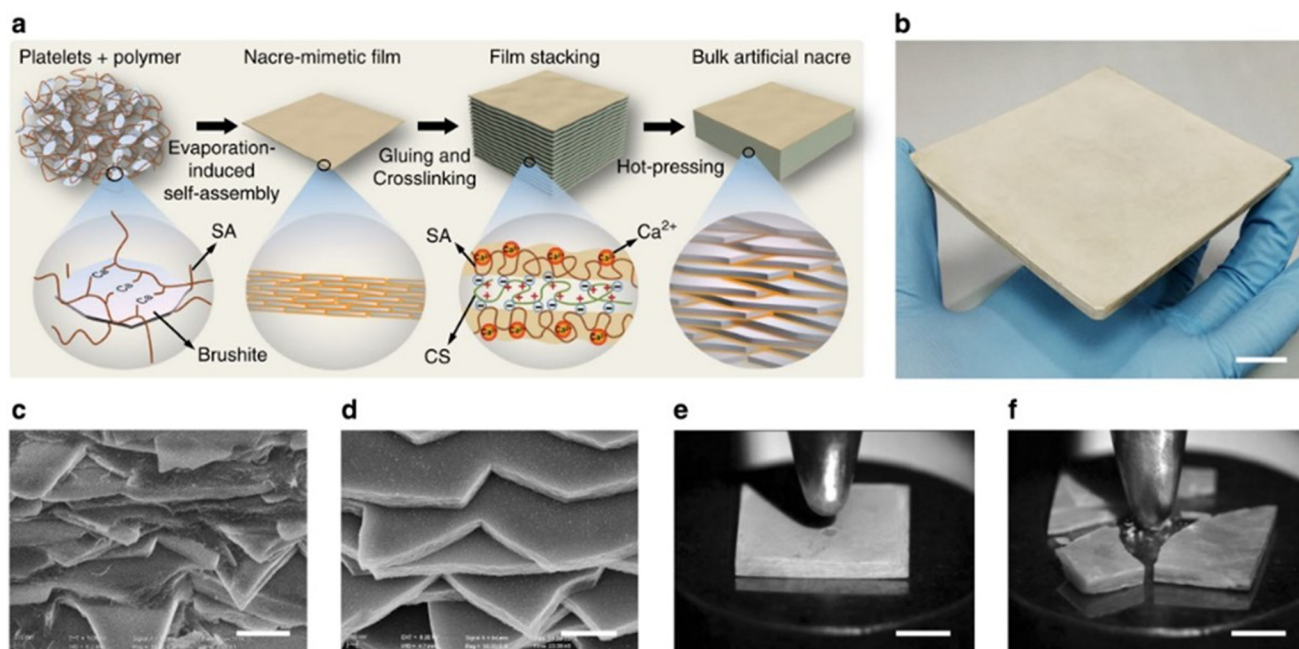 a
b
Platelets + polymer
Nacre-mimetic film
Film stacking
Bulk artificial nacre
Evaporation-
induced
self-assembly
Gluing and
Crosslinking
Hot-pressing
SA
SA
Ca²⁺
Ca
Ca
Ca
Brushite
CS
c
d
e
f